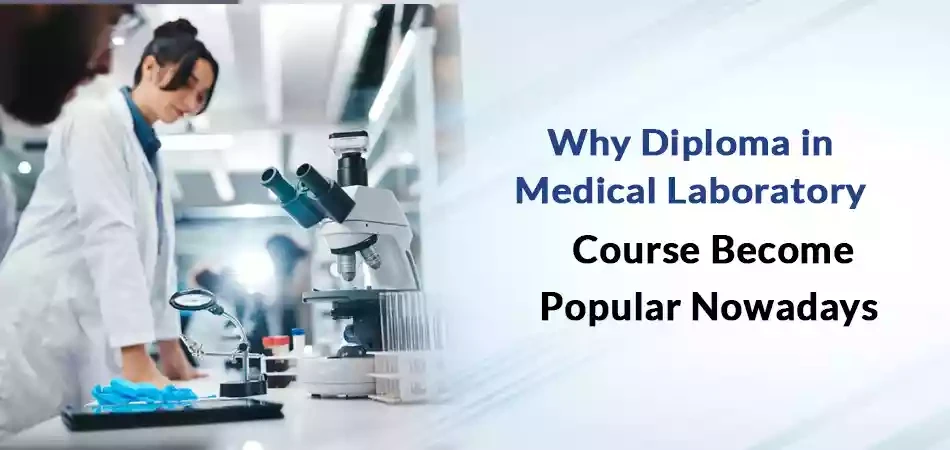 Why Diploma in
Medical Laboratory
Course Become
Popular Nowadays